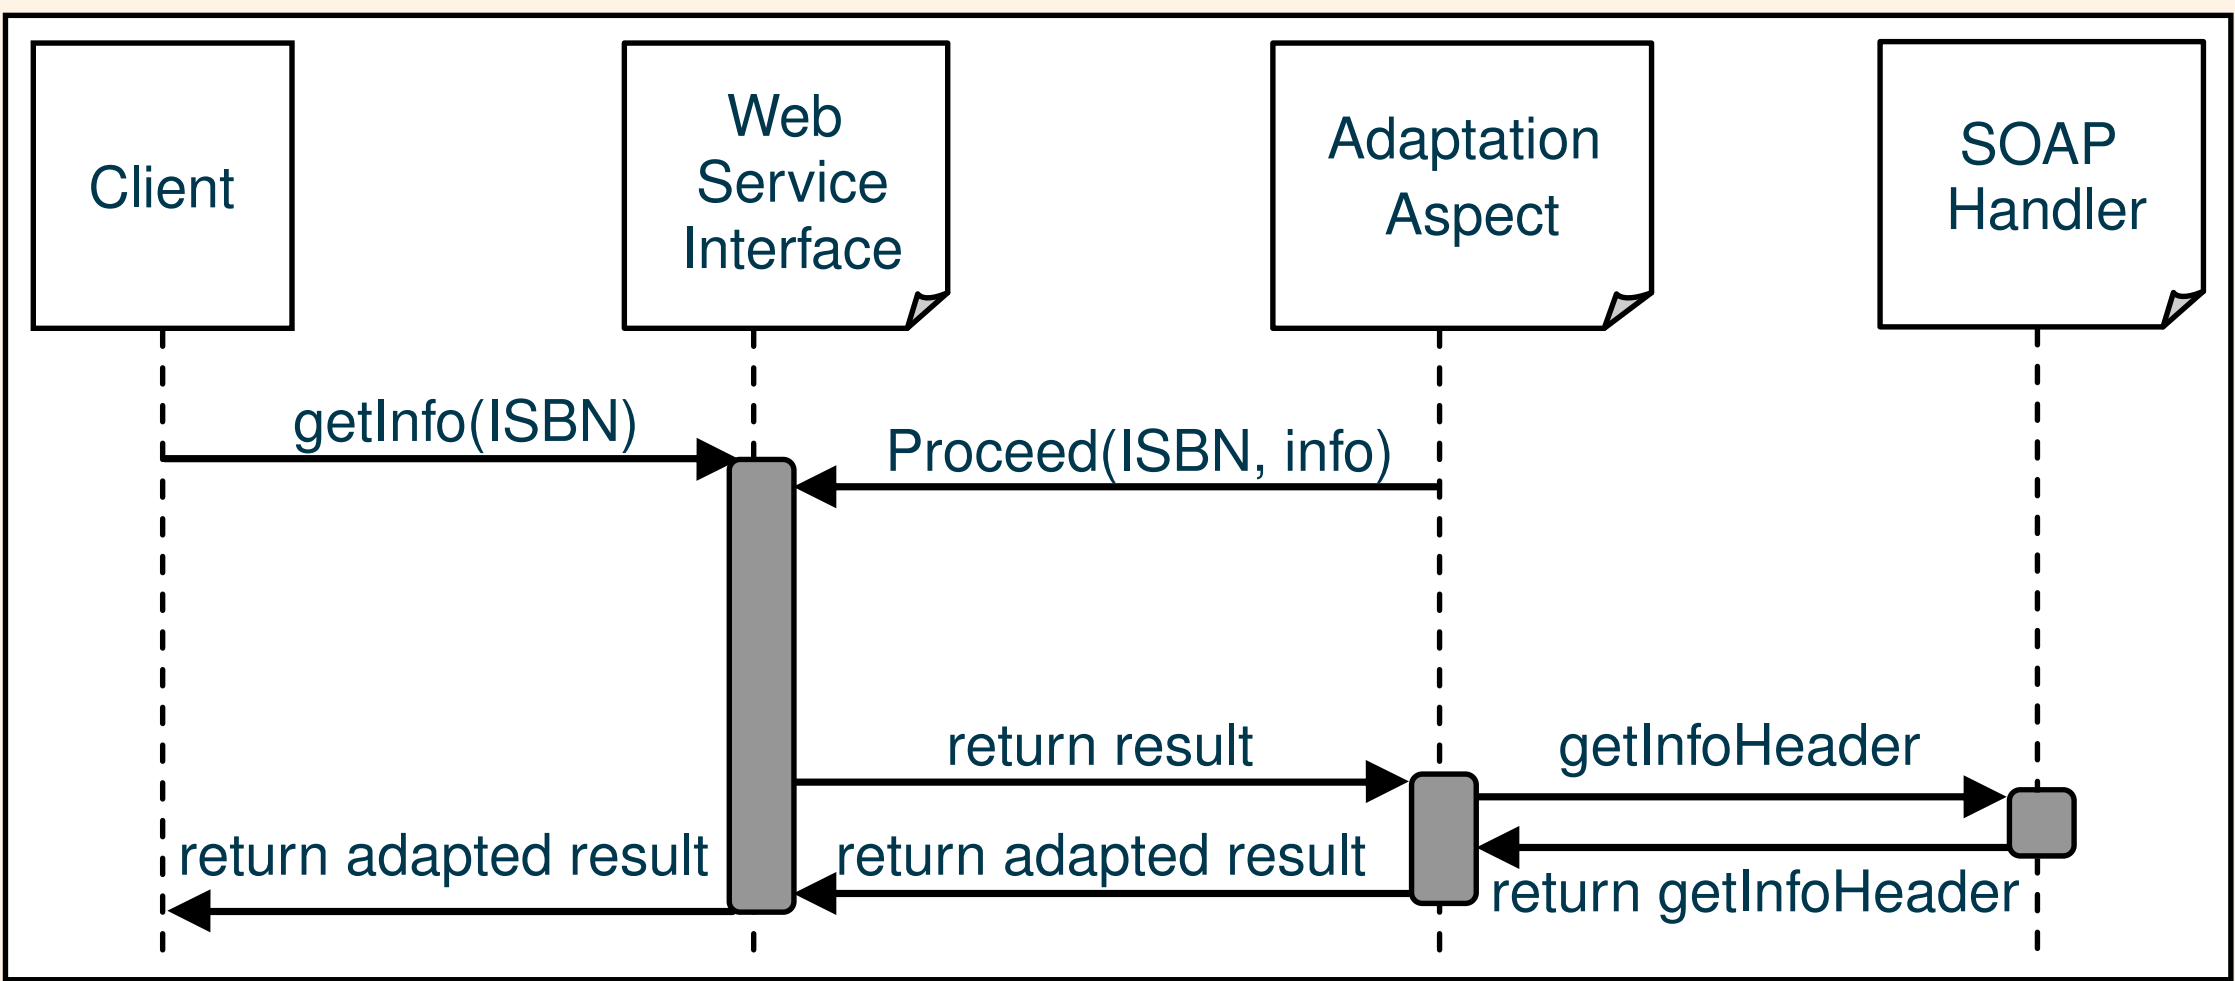 Client
Web
Service
Interface
Adaptation
Aspect
SOAP
Handler
getInfo(ISBN)
Proceed(ISBN, info)
return result
getInfoHeader
return adapted result
return adapted result
return getInfoHeader